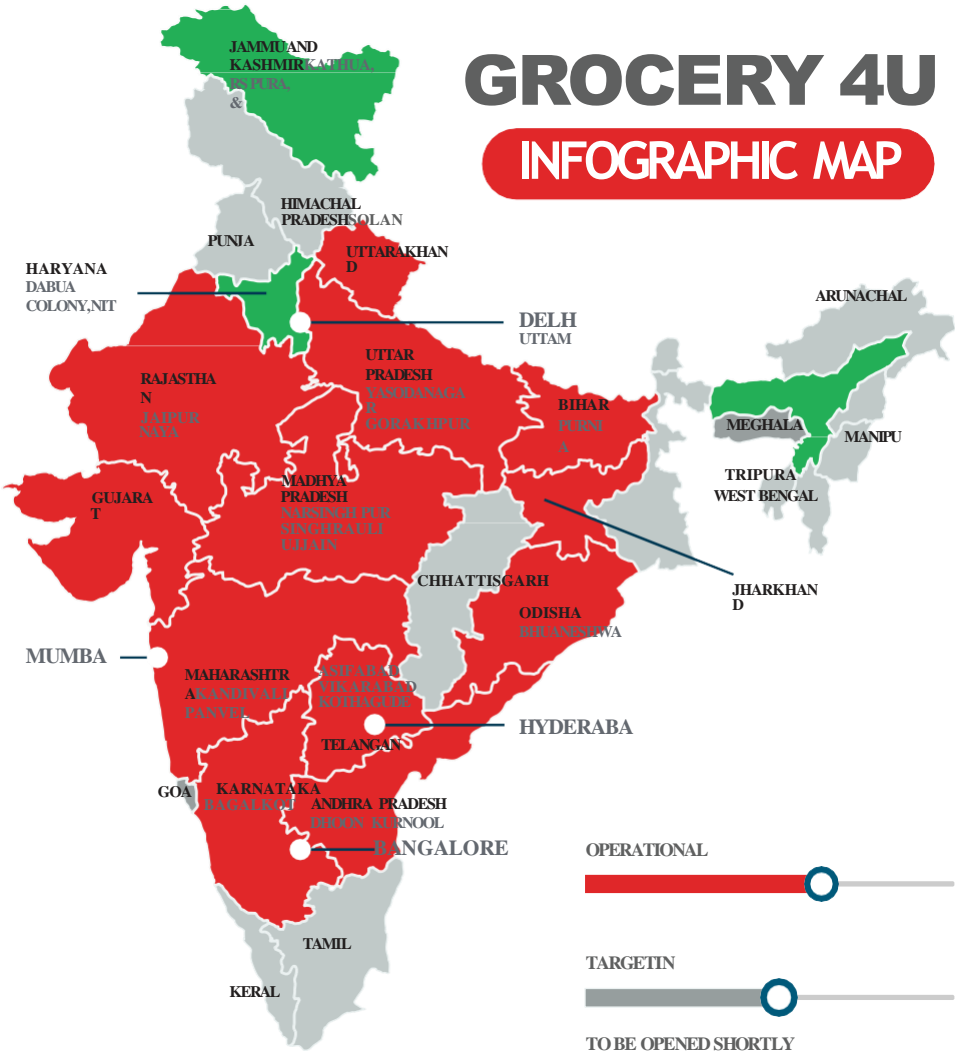 GROCERY 4U
INFOGRAPHIC MAP
JAMMUAND
KASHMIRKATHUA,
RS PURA,
&
HIMACHAL
PRADESHSOLAN
PUNJA
UTTARAKHAN
D
HARYANA
DABUA
COLONY,NIT
DELH
UTTAM
ARUNACHAL
RAJASTHA
N
JAIPUR
NAYA
UTTAR
PRADESH
YASODANAGA
R
GORAKHPUR
BIHAR
PURNI
A
MEGHALA
MANIPU
TRIPURA
WEST BENGAL
GUJARA
T
MADHYA
PRADESH
NARSINGH PUR
SINGHRAULI
UJJAIN
CHHATTISGARH
JHARKHAN
D
ODISHA
BHUANESHWA
MUMBA
MAHARASHTR
AKANDIVALI
PANVEL
ASIFABAD
VIKARABAD
KOTHAGUDE
TELANGAN
HYDERABA
GOA
KARNATAKA
BAGALKOT
ANDHRA PRADESH
DHOON KURNOOL
BANGALORE
TAMIL
KERAL
OPERATIONAL
TARGETIN
TO BE OPENED SHORTLY